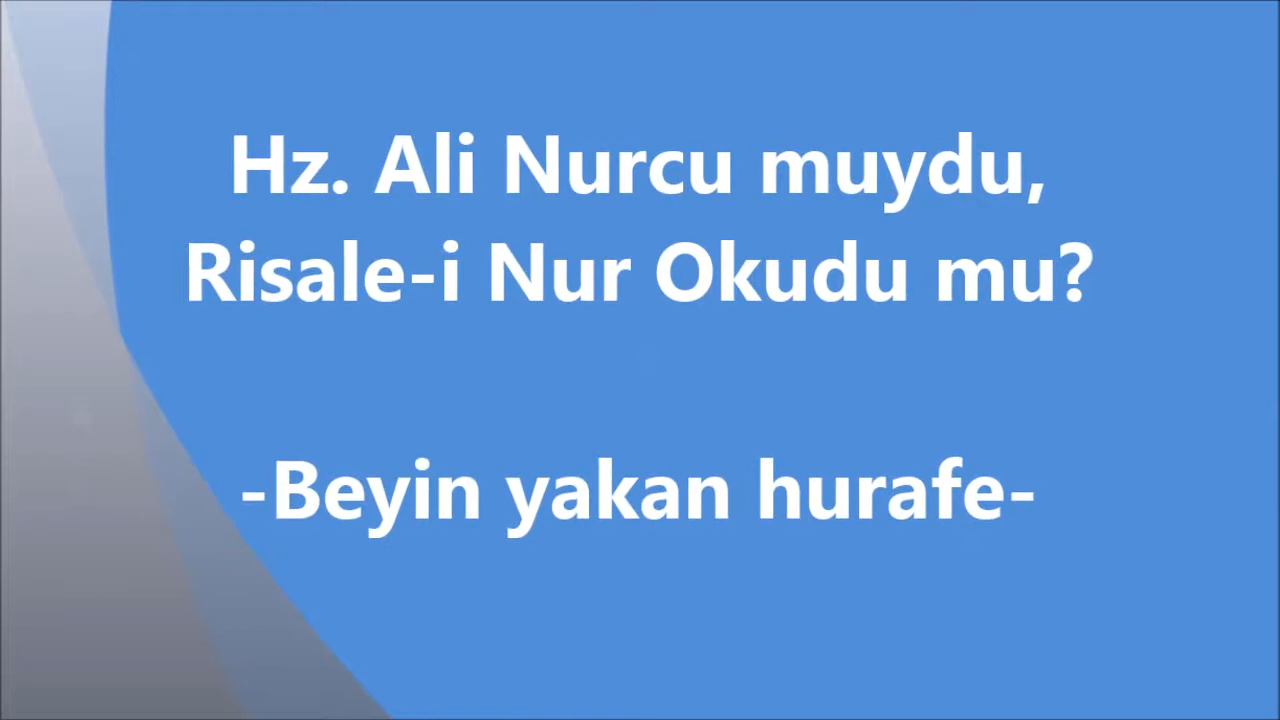 Hz. Ali Nurcu muydu,
Risale-i Nur Okudu mu?
-Beyin yakan hurafe-